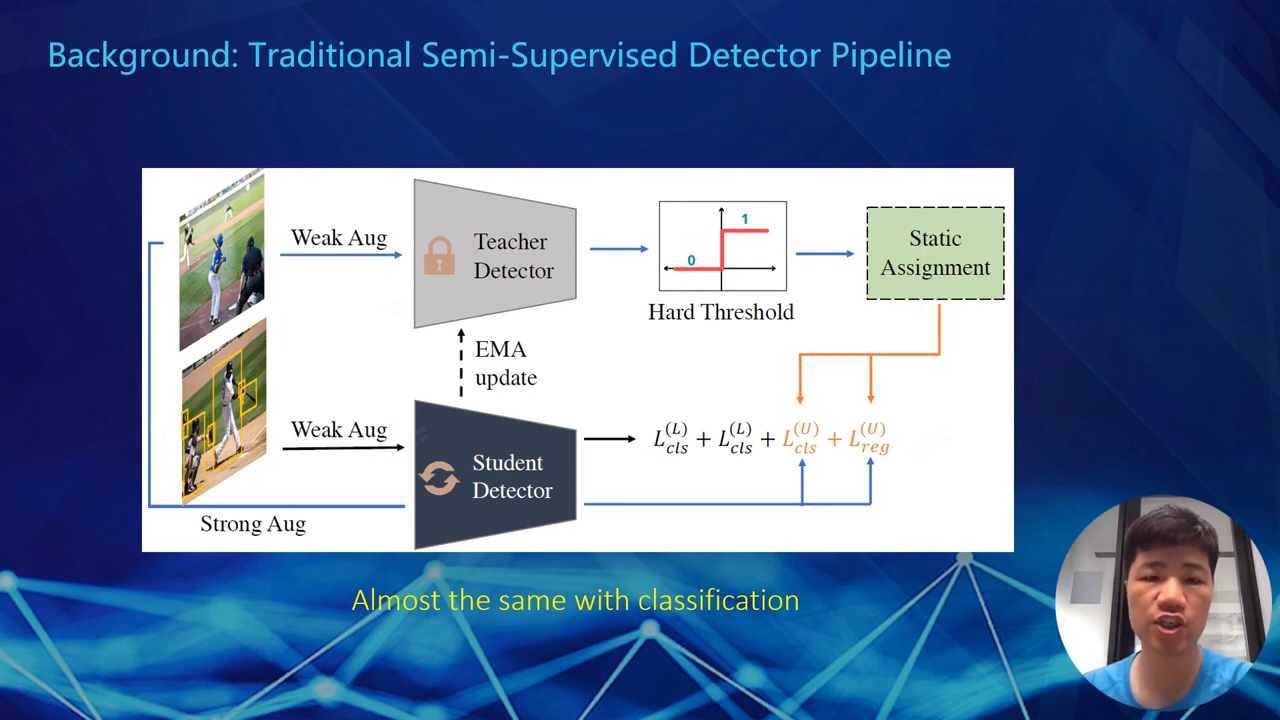 Background: Traditional Semi-Supervised Detector Pipeline
Weak Aug
Teacher
Detector
0
1
Hard Threshold
Static
Assignment
EMA
update
Weak Aug
Student
Detector
L_{cls}^{(L)} + L_{cls}^{(L)} + L_{cls}^{(U)} + L_{reg}^{(U)}
Strong Aug
Almost the same with classification